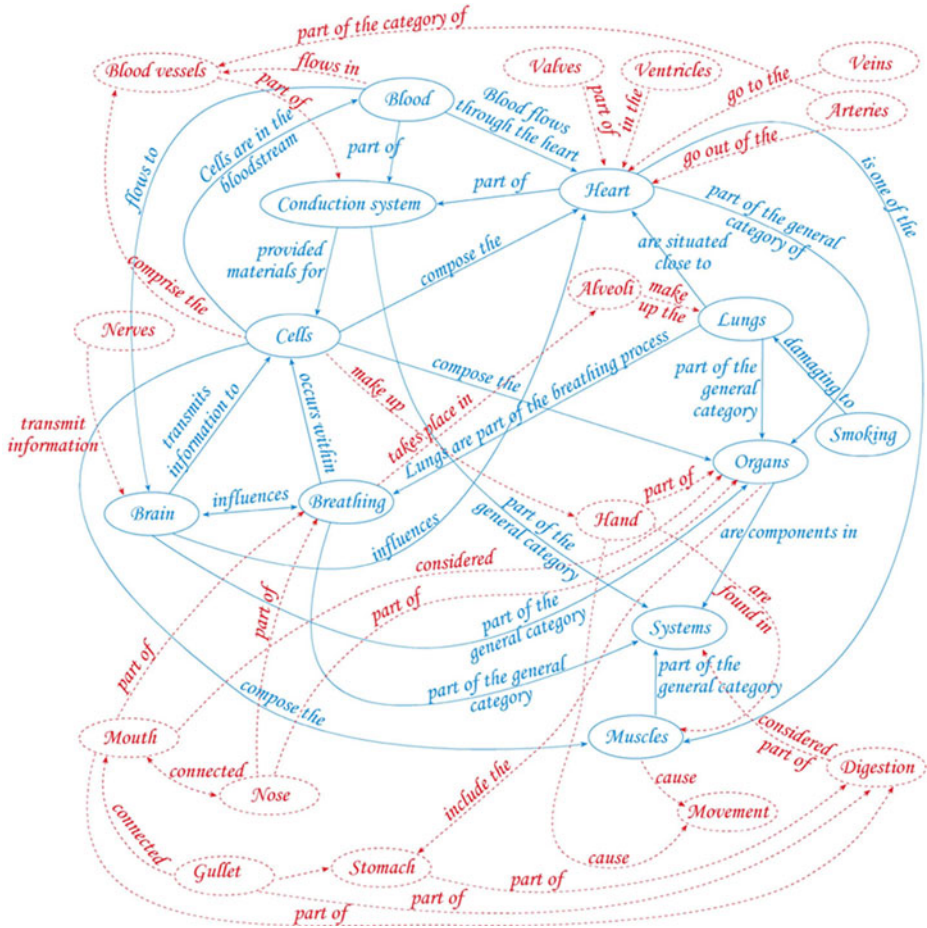 part of the category of
Blood vessels
flows in
Valves
Ventricles
Veins
Blood
part of
Blood flows
through the heart
part of
in the
go to the
Arteries
Cells are in the
bloodstream
part of
go out of the
is one of the
flows to
Conduction system
part of
Heart
part of the general
category of
provided
materials for
compose the
are situated
close to
comprise the
Alveoli
make
up the
Lungs
Nerves
Cells
damaging to
compose the
part of the
general
category
make up
occurs within
takes place in
Lungs are part of the breathing process
Smoking
transmit
information
transmits
information to
Organs
part of
Brain
influences
Breathing
Hand
influences
part of the
general category
are components in
considered
are
found in
part of
part of
part of the
general category
Systems
part of
part of the general
category
part of the
general category
compose the
Mouth
Muscles
considered
part of
Digestion
connected
Nose
include the
cause
Movement
connected
Gullet
Stomach
cause
part of
part of
part of